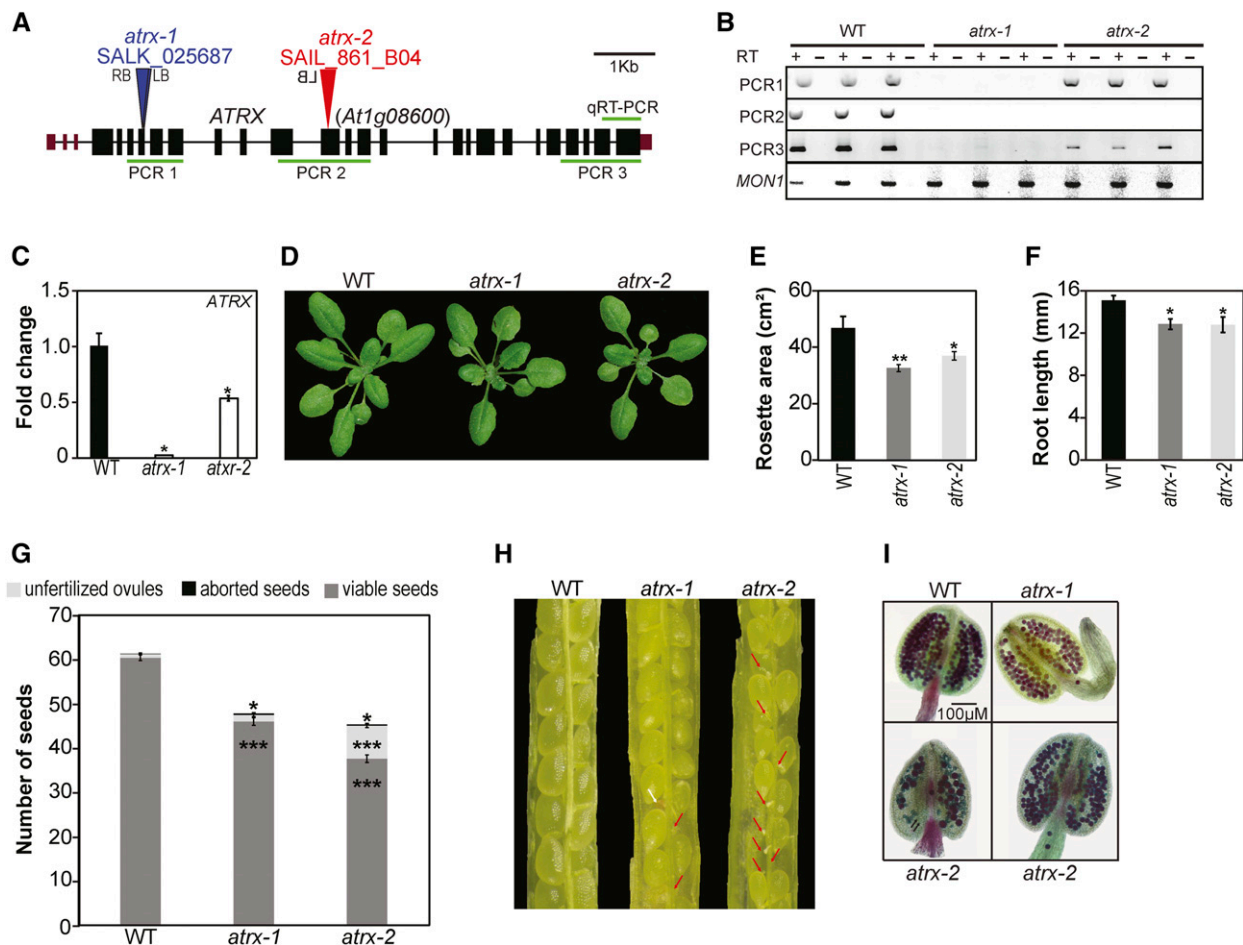 A
atrx-1
SALK_025687
RB LB
atrx-2
SAIL_861_B04
LB
1Kb
ATRX
(At1g08600)
qRT-PCR
PCR 1
PCR 2
PCR 3
B
WT atrx-1 atrx-2
RT + - + - + - + - + - + - + - + - + -
PCR1
PCR2
PCR3
MON1
C
ATRX
Fold change
1.5
1.0
0.5
0
* *
WT atrx-1 atxr-2
D
WT atrx-1 atrx-2
E
Rosette area (cm²)
60
40
20
0
** *
WT atrx-1 atrx-2
F
Root length (mm)
16
12
8
4
0
* *
WT atrx-1 atrx-2
G
unfertilized ovules aborted seeds viable seeds
Number of seeds
70
60
50
40
30
20
10
0
* *
*** ***
***
WT atrx-1 atrx-2
H
WT atrx-1 atrx-2
I
WT atrx-1
100µM
atrx-2 atrx-2